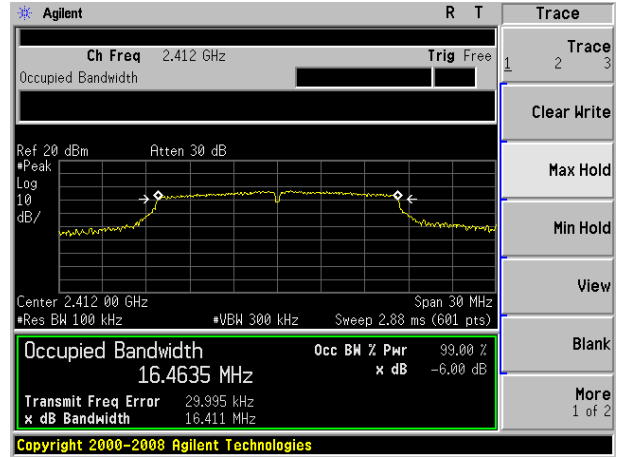 Agilent R T Trace
Ch Freq 2.412 GHz Trig Free
Occupied Bandwidth
Trace
1 2 3
Clear Write
Max Hold
Min Hold
View
Blank
More
1 of 2
Ref 20 dBm Atten 30 dB
#Peak
Log
10
dB/
Center 2.412 00 GHz Span 30 MHz
#Res BW 100 kHz #VBW 300 kHz Sweep 2.88 ms (601 pts)
Occupied Bandwidth Occ BW % Pwr 99.00 %
16.4635 MHz x dB -6.00 dB
Transmit Freq Error 29.995 kHz
x dB Bandwidth 16.411 MHz
Copyright 2000-2008 Agilent Technologies